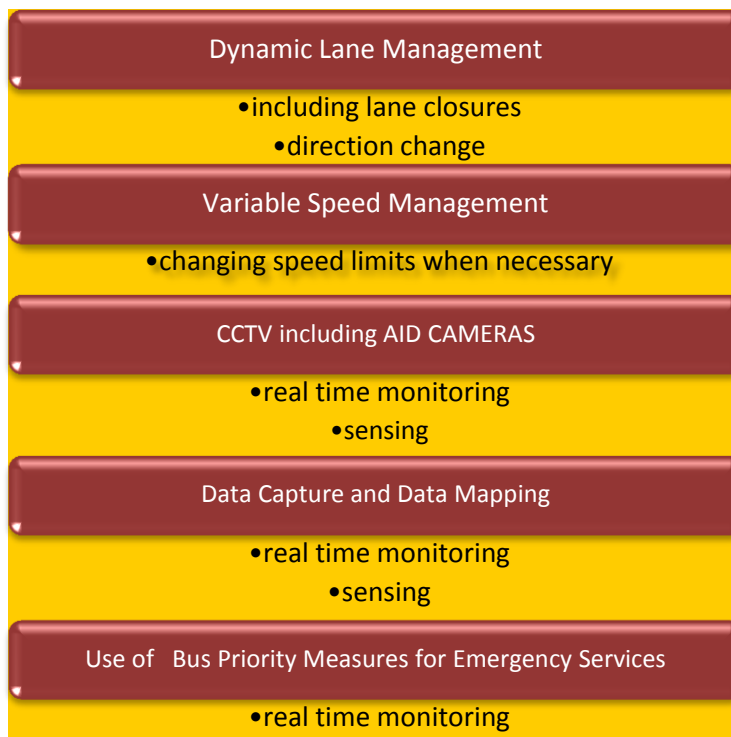 Dynamic Lane Management
•including lane closures
•direction change
Variable Speed Management
•changing speed limits when necessary
CCTV including AID CAMERAS
•real time monitoring
•sensing
Data Capture and Data Mapping
•real time monitoring
•sensing
Use of   Bus Priority Measures for Emergency Services
•real time monitoring